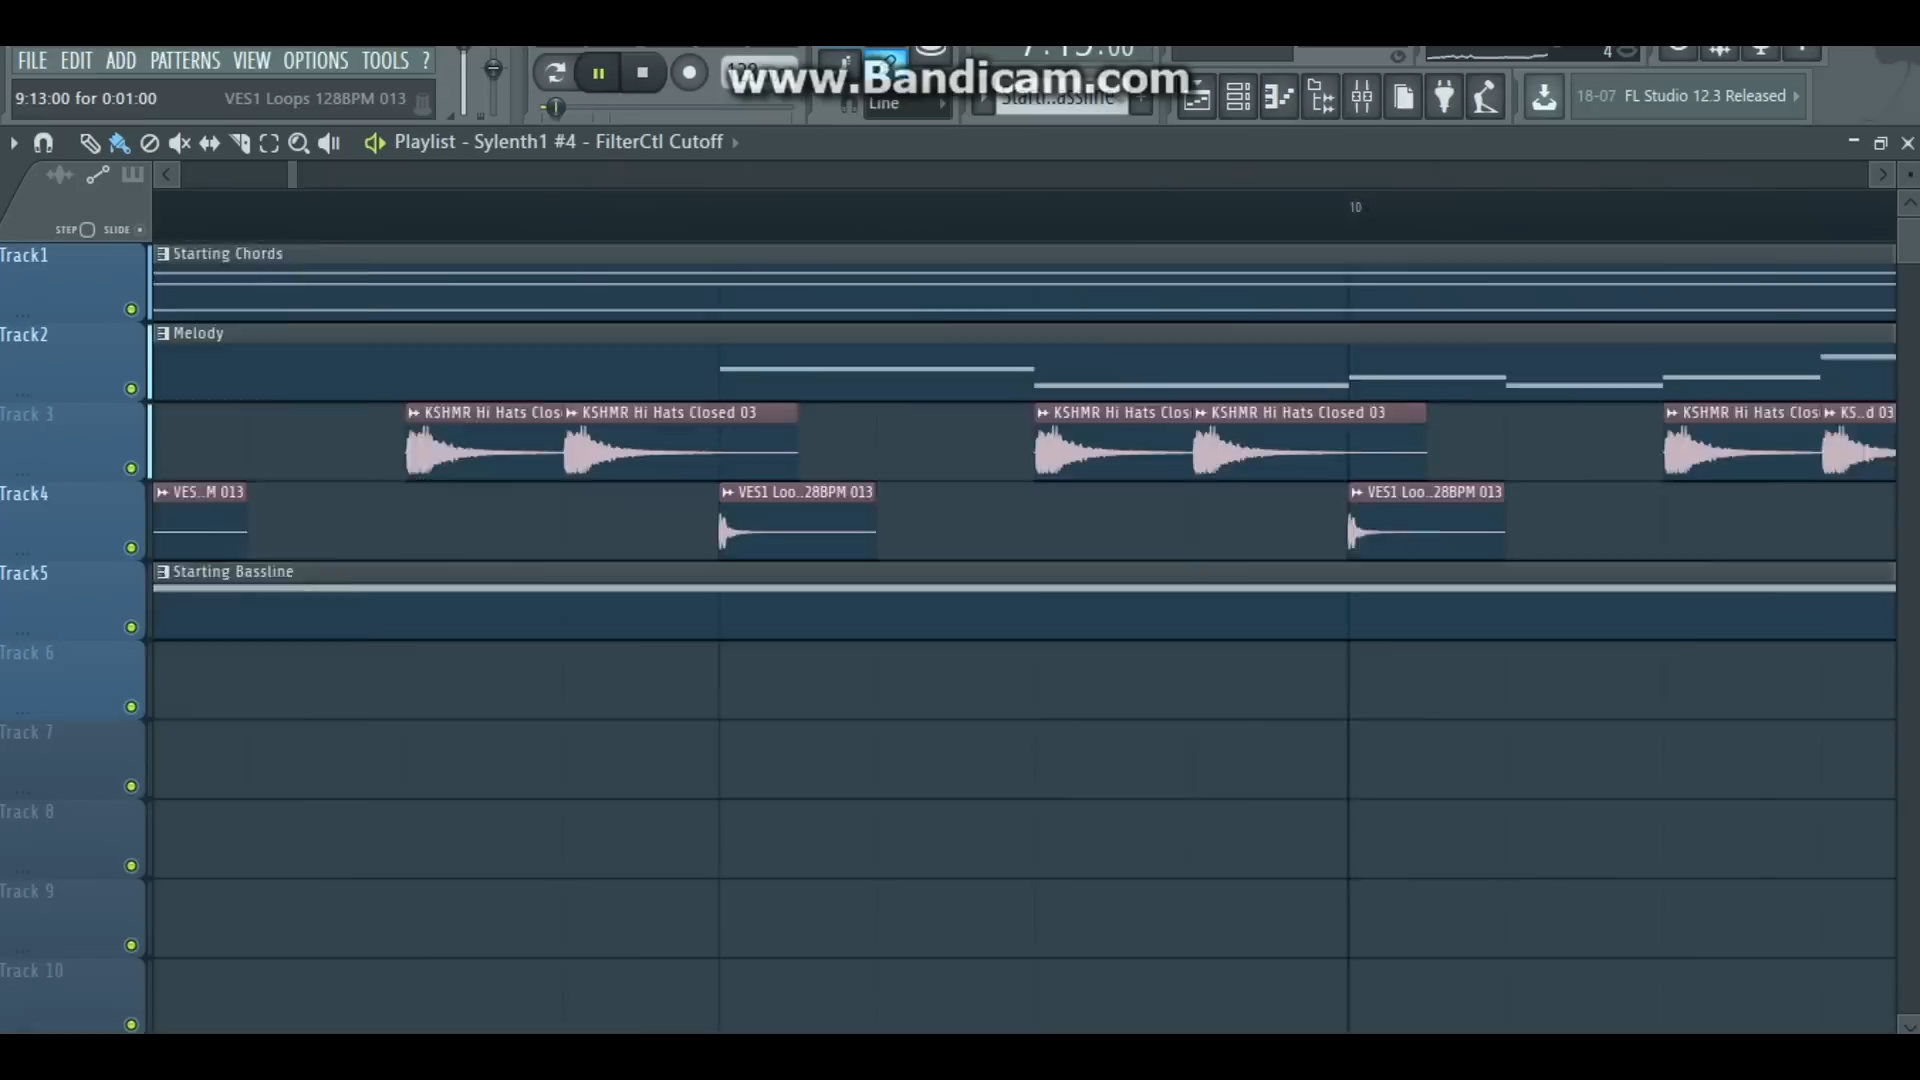 FILE EDIT ADD PATTERNS VIEW OPTIONS TOOLS ?
4
www.Bandicam.com
9:13:00 for 0:01:00 VES1 Loops 128BPM 013
Line
18-07 FL Studio 12.3 Released
Playlist - Sylenth1 #4 - FilterCtl Cutoff
10
STEP SLIDE
Track1 Starting Chords
Track2 Melody
Track 3 KSHMR Hi Hats Clos KSHMR Hi Hats Closed 03 KSHMR Hi Hats Clos KSHMR Hi Hats Closed 03 KSHMR Hi Hats Clos KS..d 03
Track4 VES..M 013 VES1 Loo..28BPM 013 VES1 Loo..28BPM 013
Track5 Starting Bassline
Track 6
Track 7
Track 8
Track 9
Track 10